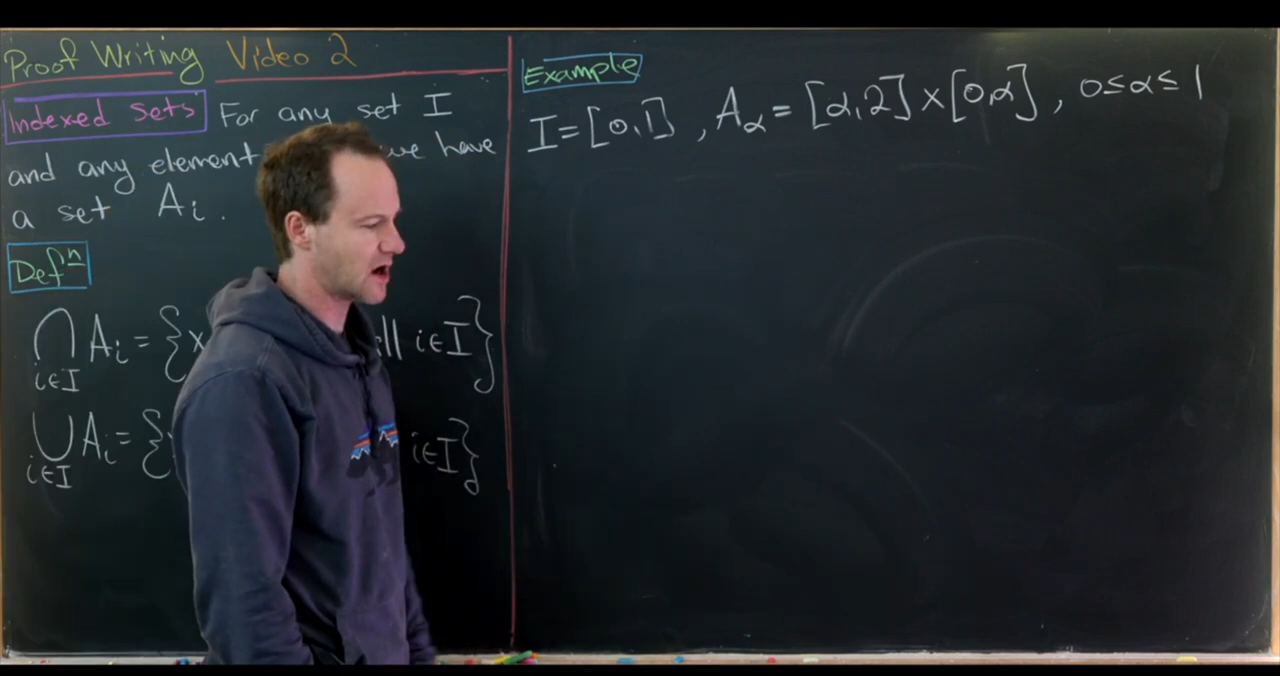 Proof Writing Video 2
Indexed Sets For any set I
and any element we have
a set Aᵢ.
Defⁿ
⋂ Aᵢ = {x ll i∈I}
i∈I
⋃ Aᵢ = { i∈I}
i∈I
Example
I = [0,1], A_α = [α,2] × [0,α], 0≤α≤1